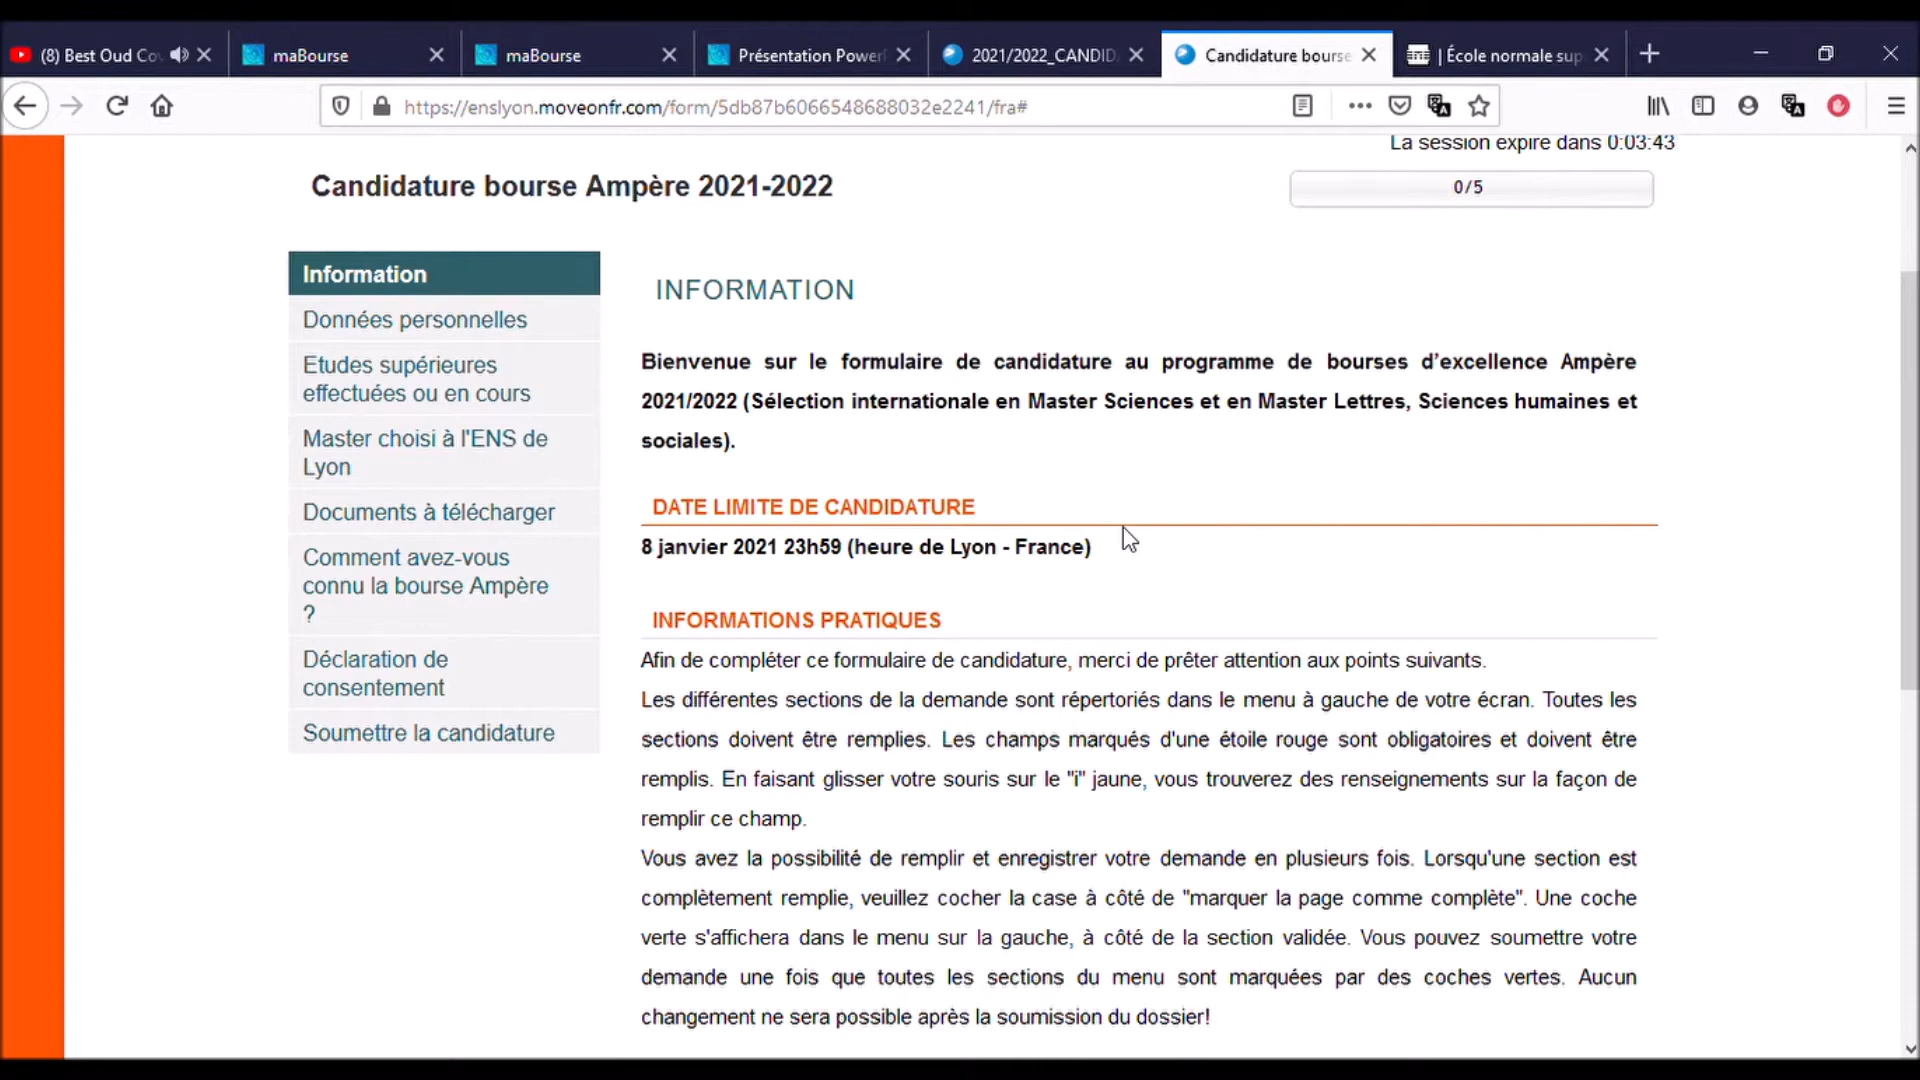 (8) Best Oud Co
maBourse
maBourse
Présentation Power
2021/2022_CANDID
Candidature bourse
| École normale sup
https://enslyon.moveonfr.com/form/5db87b6066548688032e2241/fra#
La session expire dans 0:03:43
Candidature bourse Ampère 2021-2022
0/5
Information
Données personnelles
Etudes supérieures
effectuées ou en cours
Master choisi à l'ENS de
Lyon
Documents à télécharger
Comment avez-vous
connu la bourse Ampère
?
Déclaration de
consentement
Soumettre la candidature
INFORMATION
Bienvenue sur le formulaire de candidature au programme de bourses d’excellence Ampère
2021/2022 (Sélection internationale en Master Sciences et en Master Lettres, Sciences humaines et
sociales).
DATE LIMITE DE CANDIDATURE
8 janvier 2021 23h59 (heure de Lyon - France)
INFORMATIONS PRATIQUES
Afin de compléter ce formulaire de candidature, merci de prêter attention aux points suivants.
Les différentes sections de la demande sont répertoriés dans le menu à gauche de votre écran. Toutes les
sections doivent être remplies. Les champs marqués d'une étoile rouge sont obligatoires et doivent être
remplis. En faisant glisser votre souris sur le "i" jaune, vous trouverez des renseignements sur la façon de
remplir ce champ.
Vous avez la possibilité de remplir et enregistrer votre demande en plusieurs fois. Lorsqu'une section est
complètement remplie, veuillez cocher la case à côté de "marquer la page comme complète". Une coche
verte s'affichera dans le menu sur la gauche, à côté de la section validée. Vous pouvez soumettre votre
demande une fois que toutes les sections du menu sont marquées par des coches vertes. Aucun
changement ne sera possible après la soumission du dossier!